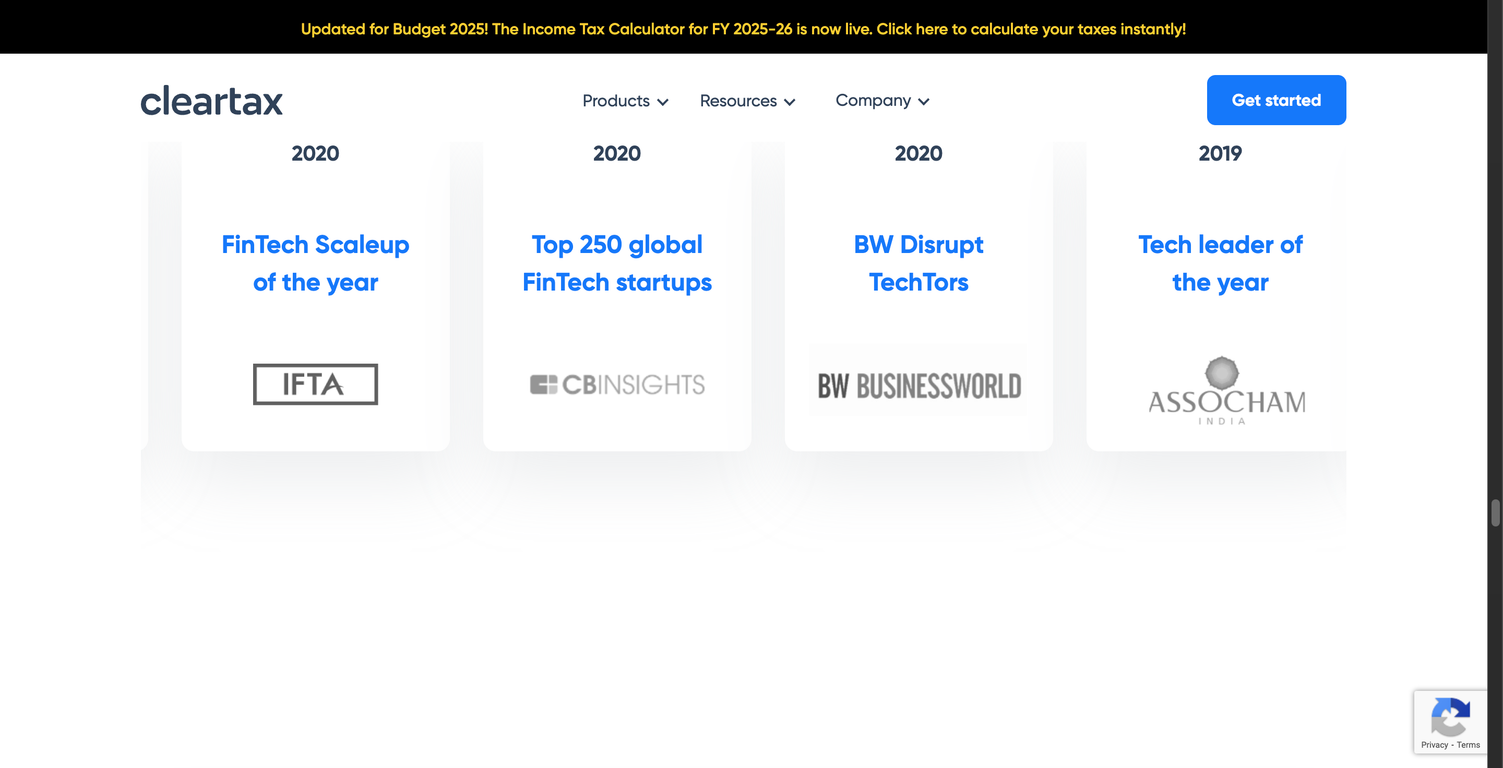 Updated for Budget 2025! The Income Tax Calculator for FY 2025-26 is now live. Click here to calculate your taxes instantly!
cleartax
Products
Resources
Company
Get started
2020
2020
2020
2019
FinTech Scaleup
of the year
Top 250 global
FinTech startups
BW Disrupt
TechTors
Tech leader of
the year
IFTA
CBINSIGHTS
BW BUSINESSWORLD
ASSOCHAM
INDIA
Privacy - Terms